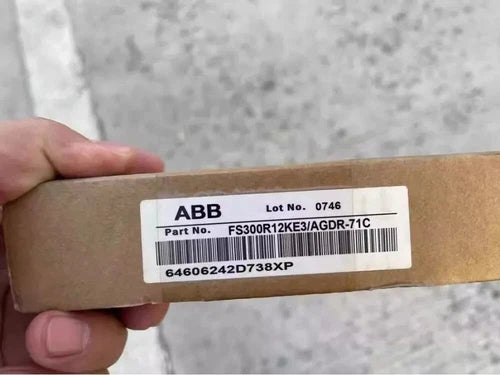 ABB Lot No. 0746
Part No. FS300R12KE3/AGDR-71C
64606242D738XP